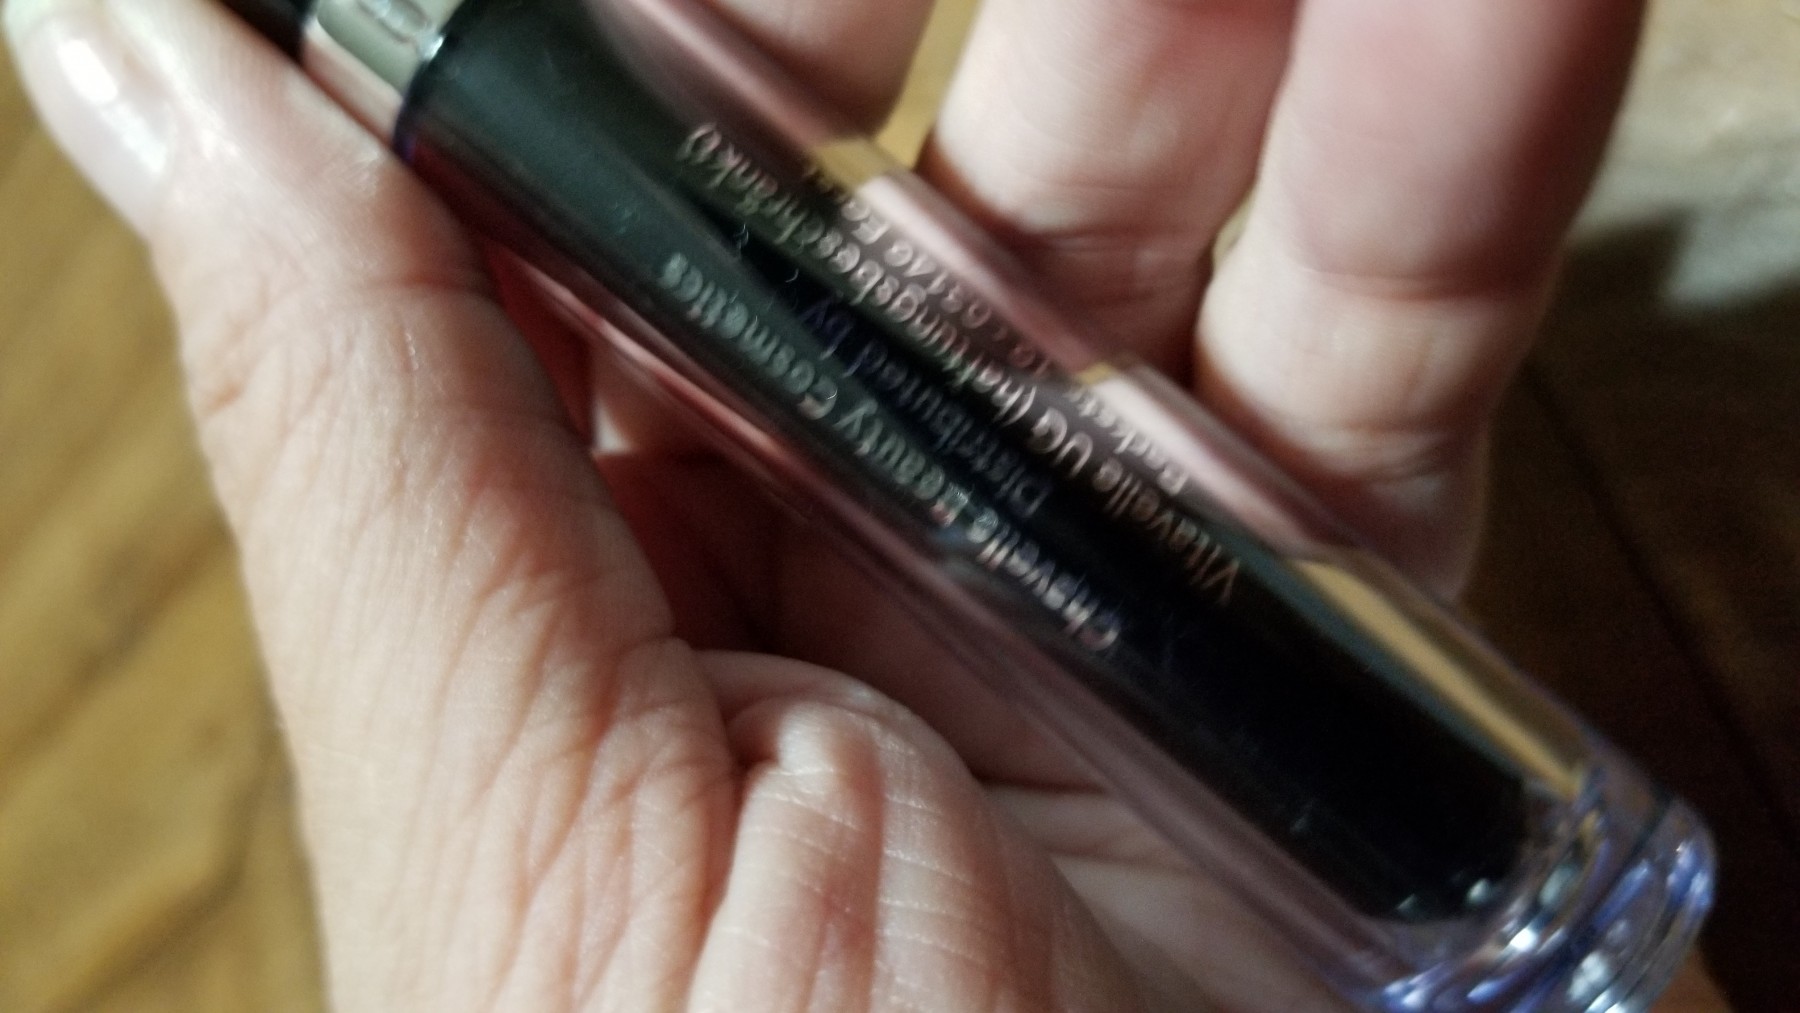 Chavelle Beauty Cosmetics
Distributed by
Vitavelle UG (haftungsbeschränkt)